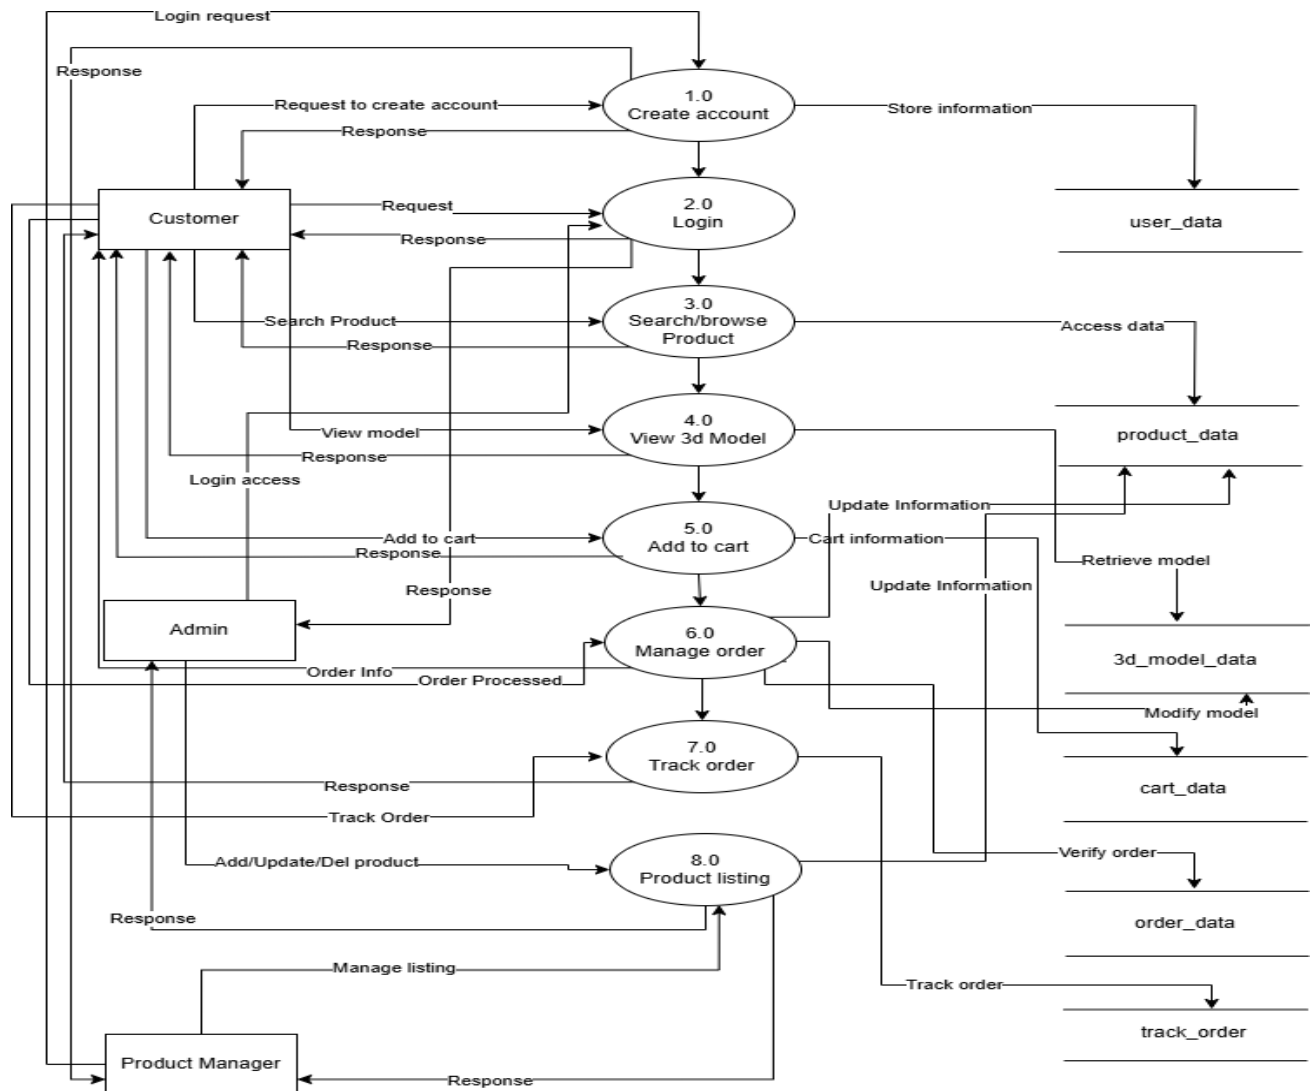 Login request
Response
1.0
Create account
Request to create account
Store information
Response
Customer
Request
2.0
Login
Response
user_data
3.0
Search/browse
Product
Search Product
Response
Access data
4.0
View 3d Model
View model
Response
product_data
Login access
Update Information
5.0
Add to cart
Add to cart
Response
Cart information
Retrieve model
Response
Update Information
Admin
6.0
Manage order
Order Info
Order Processed
3d_model_data
Modify model
7.0
Track order
Response
Track Order
cart_data
Add/Update/Del product
8.0
Product listing
Verify order
Response
order_data
Manage listing
Track order
track_order
Product Manager
Response